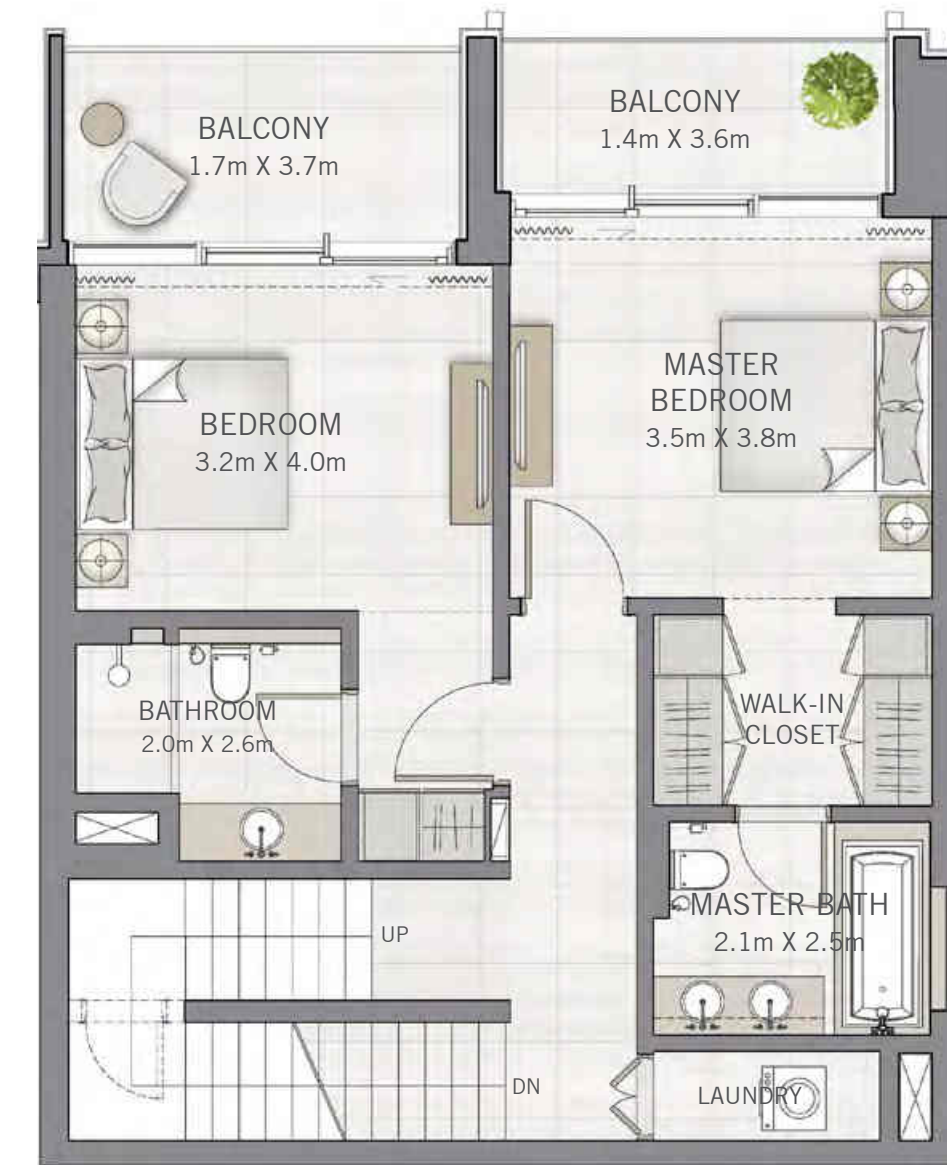 BALCONY
1.7m X 3.7m
BALCONY
1.4m X 3.6m
BEDROOM
3.2m X 4.0m
MASTER
BEDROOM
3.5m X 3.8m
BATHROOM
2.0m X 2.6m
WALK-IN
CLOSET
MASTER BATH
2.1m X 2.5m
UP
DN
LAUNDRY